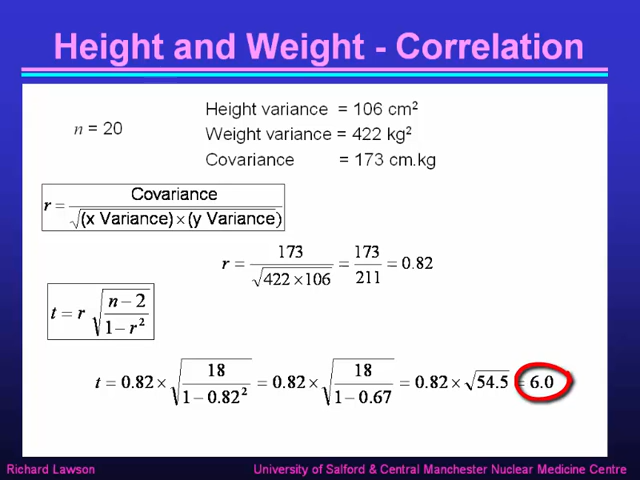 Height and Weight - Correlation
n = 20
Height variance = 106 cm²
Weight variance = 422 kg²
Covariance = 173 cm.kg
r = Covariance / √(x Variance) × (y Variance)
r = 173 / √422 × 106 = 173 / 211 = 0.82
t = r √(n − 2 / 1 − r²)
t = 0.82 × √(18 / 1 − 0.82²) = 0.82 × √(18 / 1 − 0.67) = 0.82 × √54.5 = 6.0
Richard Lawson
University of Salford & Central Manchester Nuclear Medicine Centre